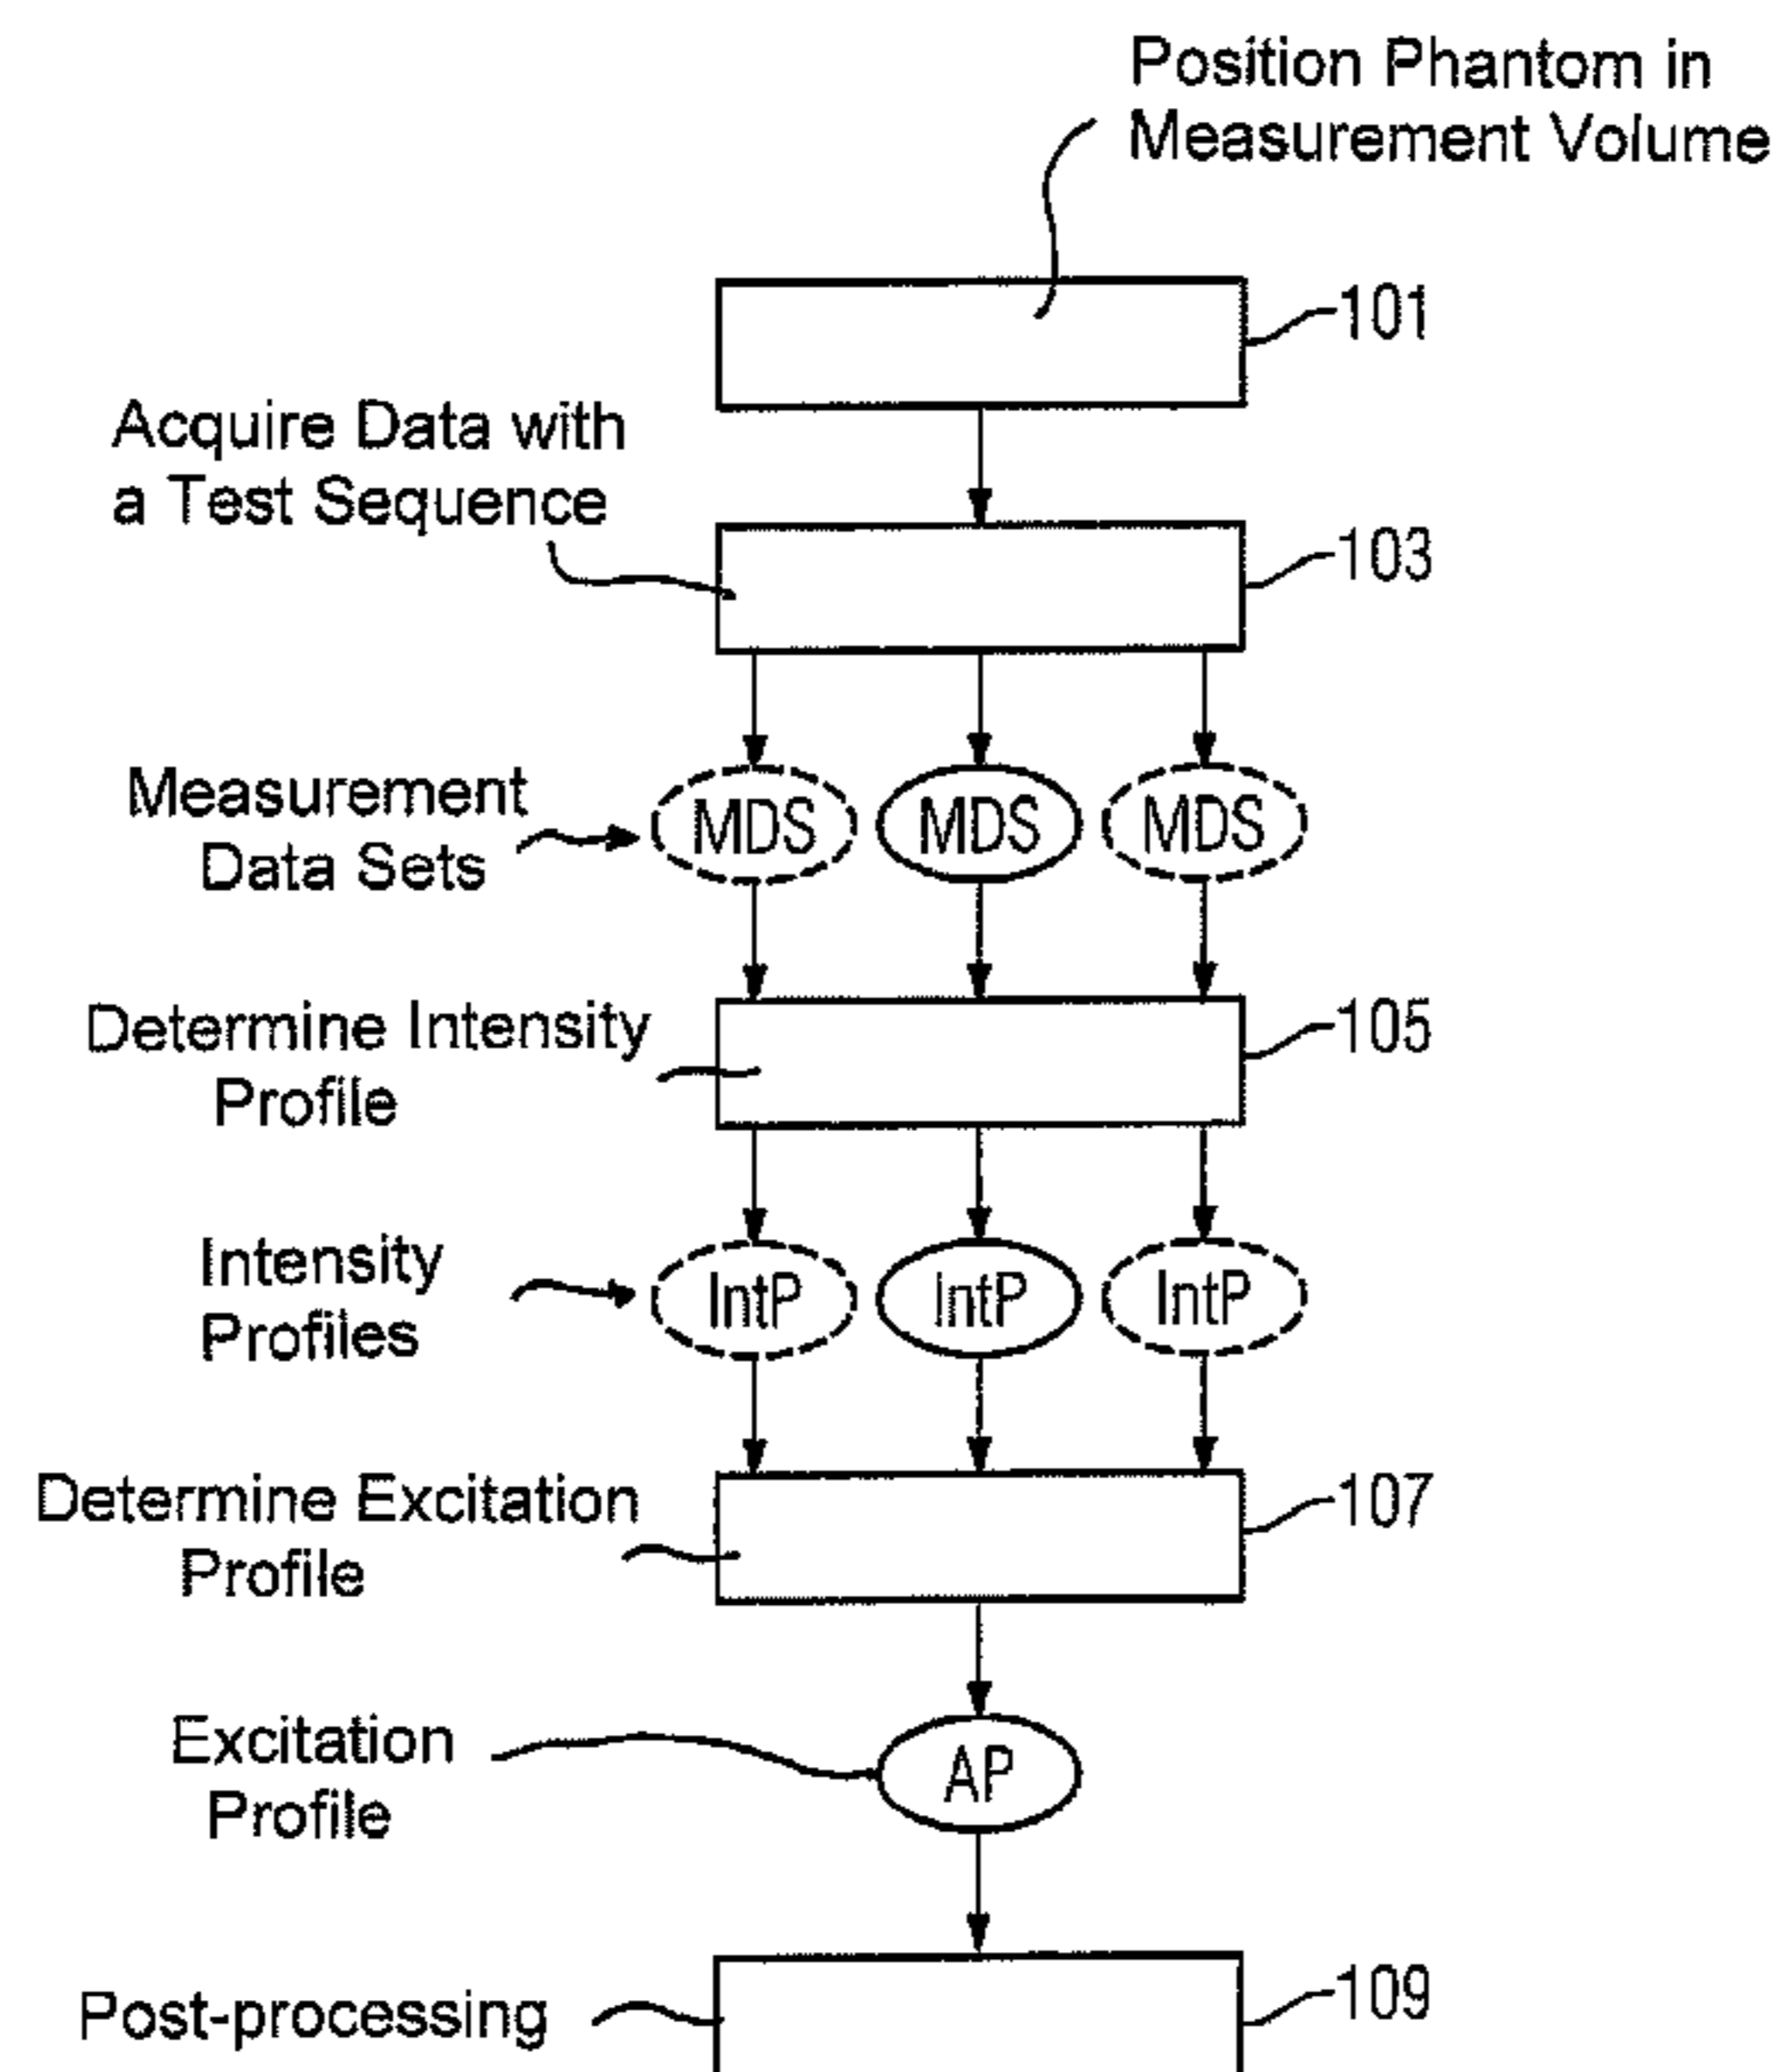 Position Phantom in
Measurement Volume
101
Acquire Data with
a Test Sequence
103
Measurement
Data Sets
MDS MDS MDS
Determine Intensity
Profile
105
Intensity
Profiles
IntP IntP IntP
Determine Excitation
Profile
107
Excitation
Profile
AP
Post-processing
109